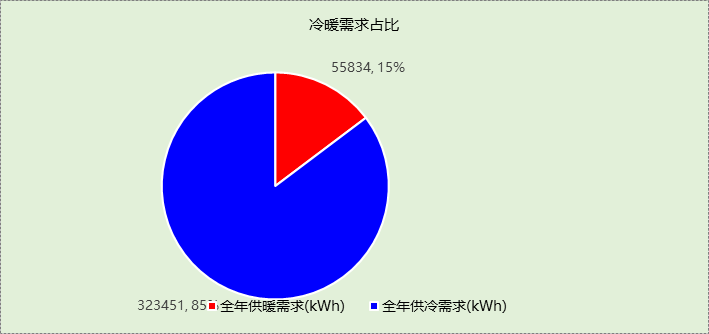 冷暖需求占比
55834, 15%
323451, 85%
全年供暖需求(kWh)
全年供冷需求(kWh)